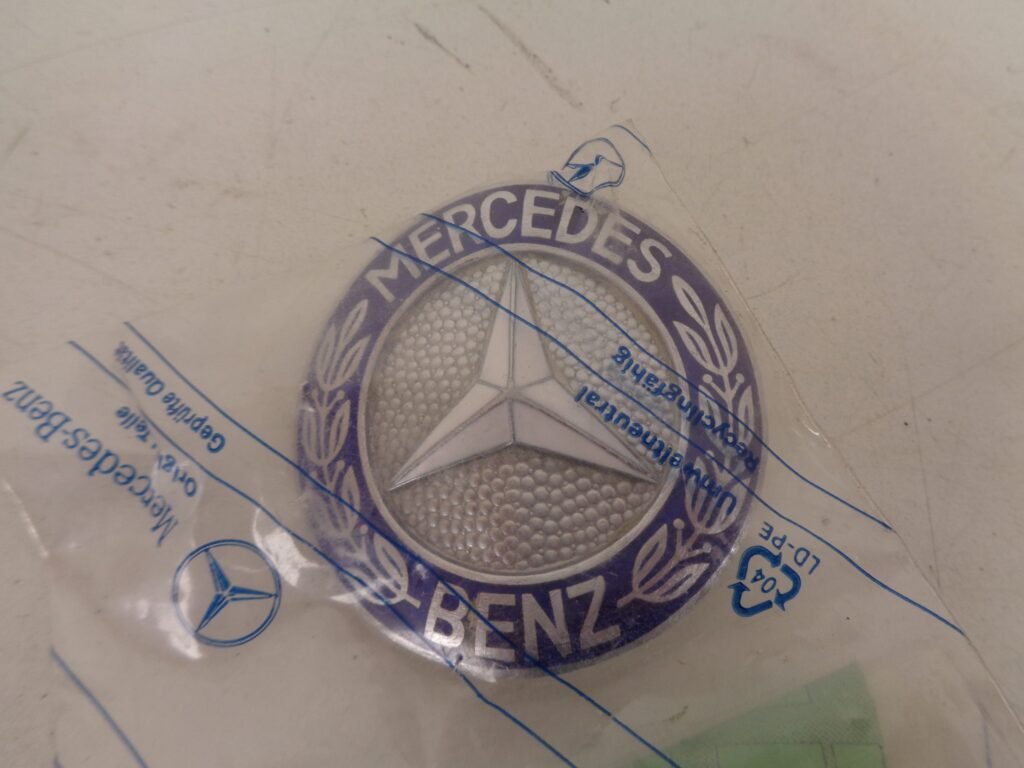 MERCEDES
BENZ
Mercedes-Benz
Orig.-Teile
Geprüfte Qualität.
Umweltneutral
Recyclingfähig
04
LD-PE